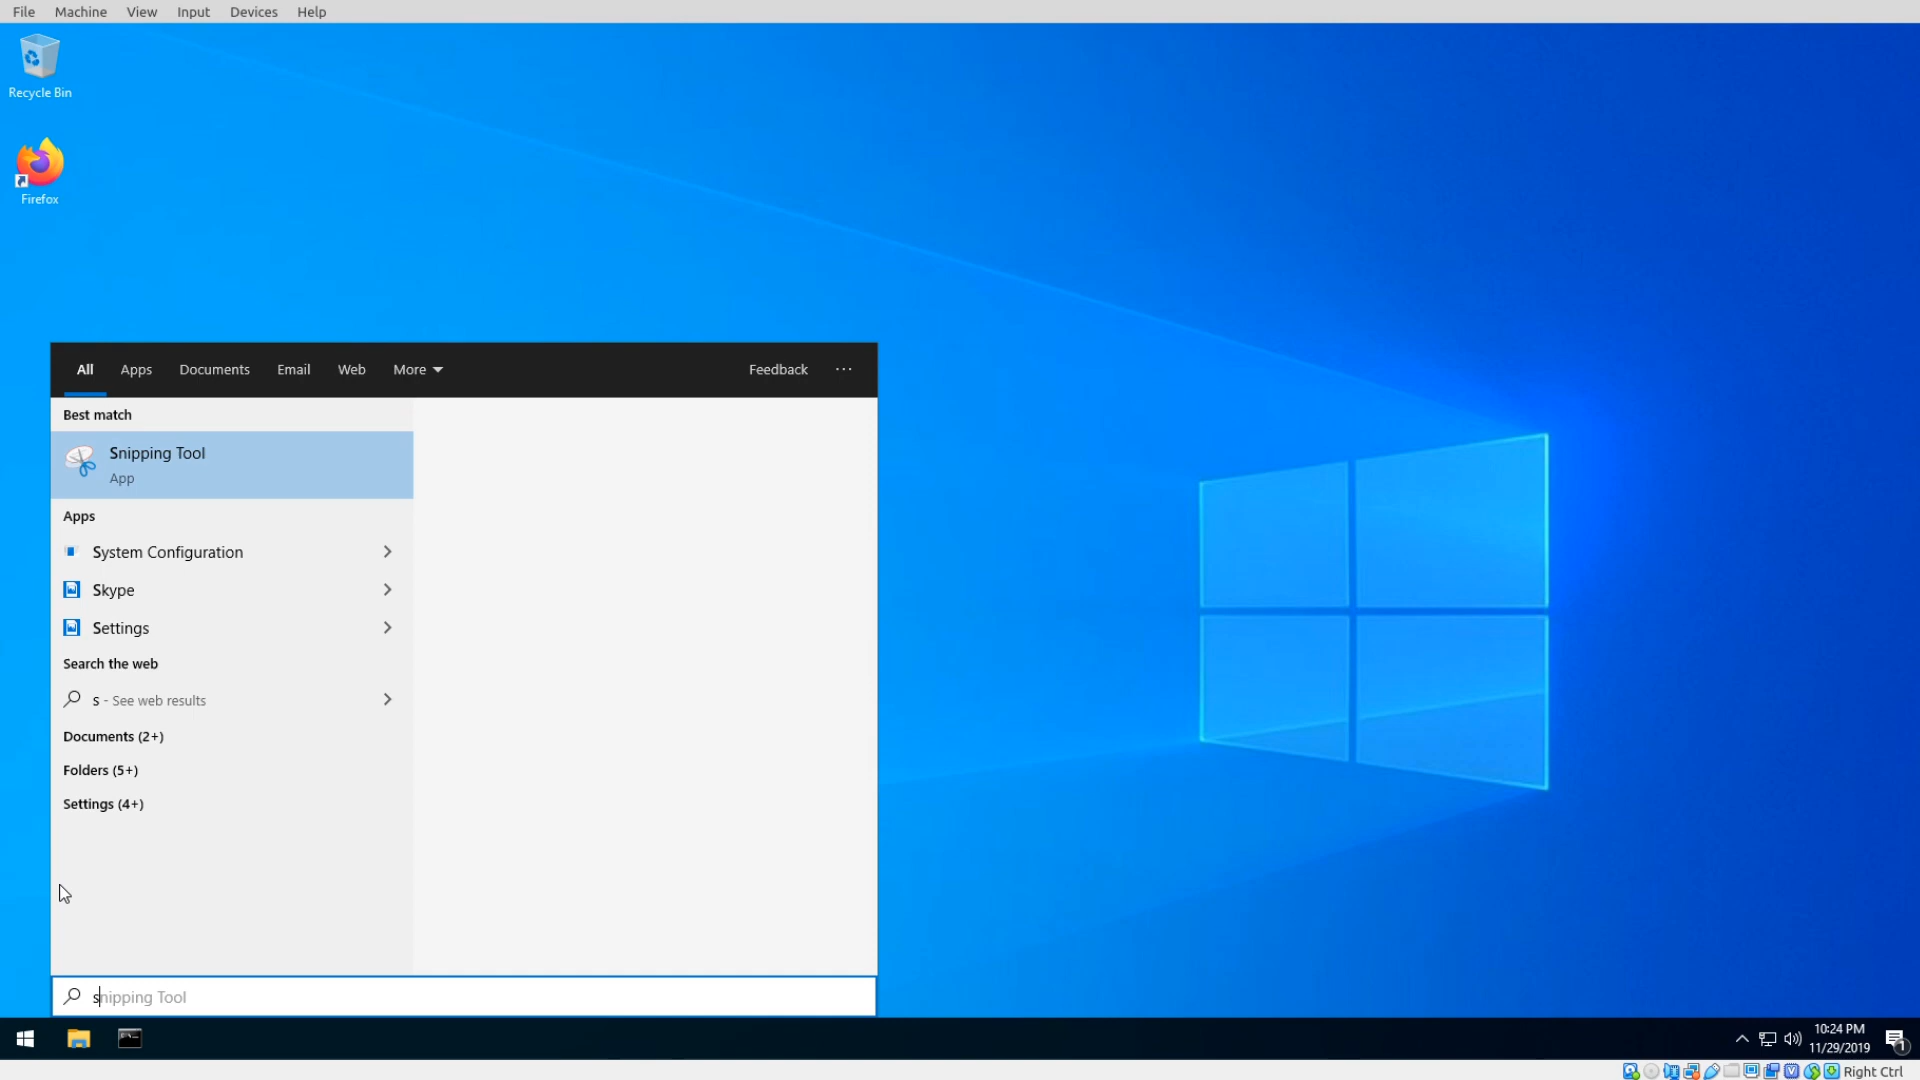 File Machine View Input Devices Help
Recycle Bin
Firefox
All Apps Documents Email Web More Feedback ...
Best match
Snipping Tool
App
Apps
System Configuration
Skype
Settings
Search the web
s - See web results
Documents (2+)
Folders (5+)
Settings (4+)
snipping Tool
10:24 PM
11/29/2019
1
Right Ctrl